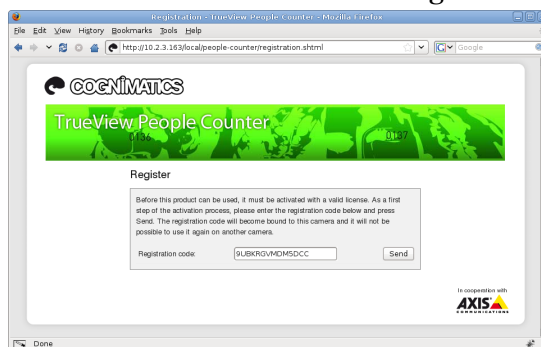 Registration - TrueView People Counter - Mozilla Firefox
File Edit View History Bookmarks Tools Help
http://10.2.3.163/local/people-counter/registration.shtml
Google
COGNIMATICS
TrueView People Counter
0136
0137
Register
Before this product can be used, it must be activated with a valid license. As a first
step of the activation process, please enter the registration code below and press
Send. The registration code will become bound to this camera and it will not be
possible to use it again on another camera.
Registration code: 9UBKRGVMDM5DCC Send
In cooperation with
AXIS
COMMUNICATIONS
Done